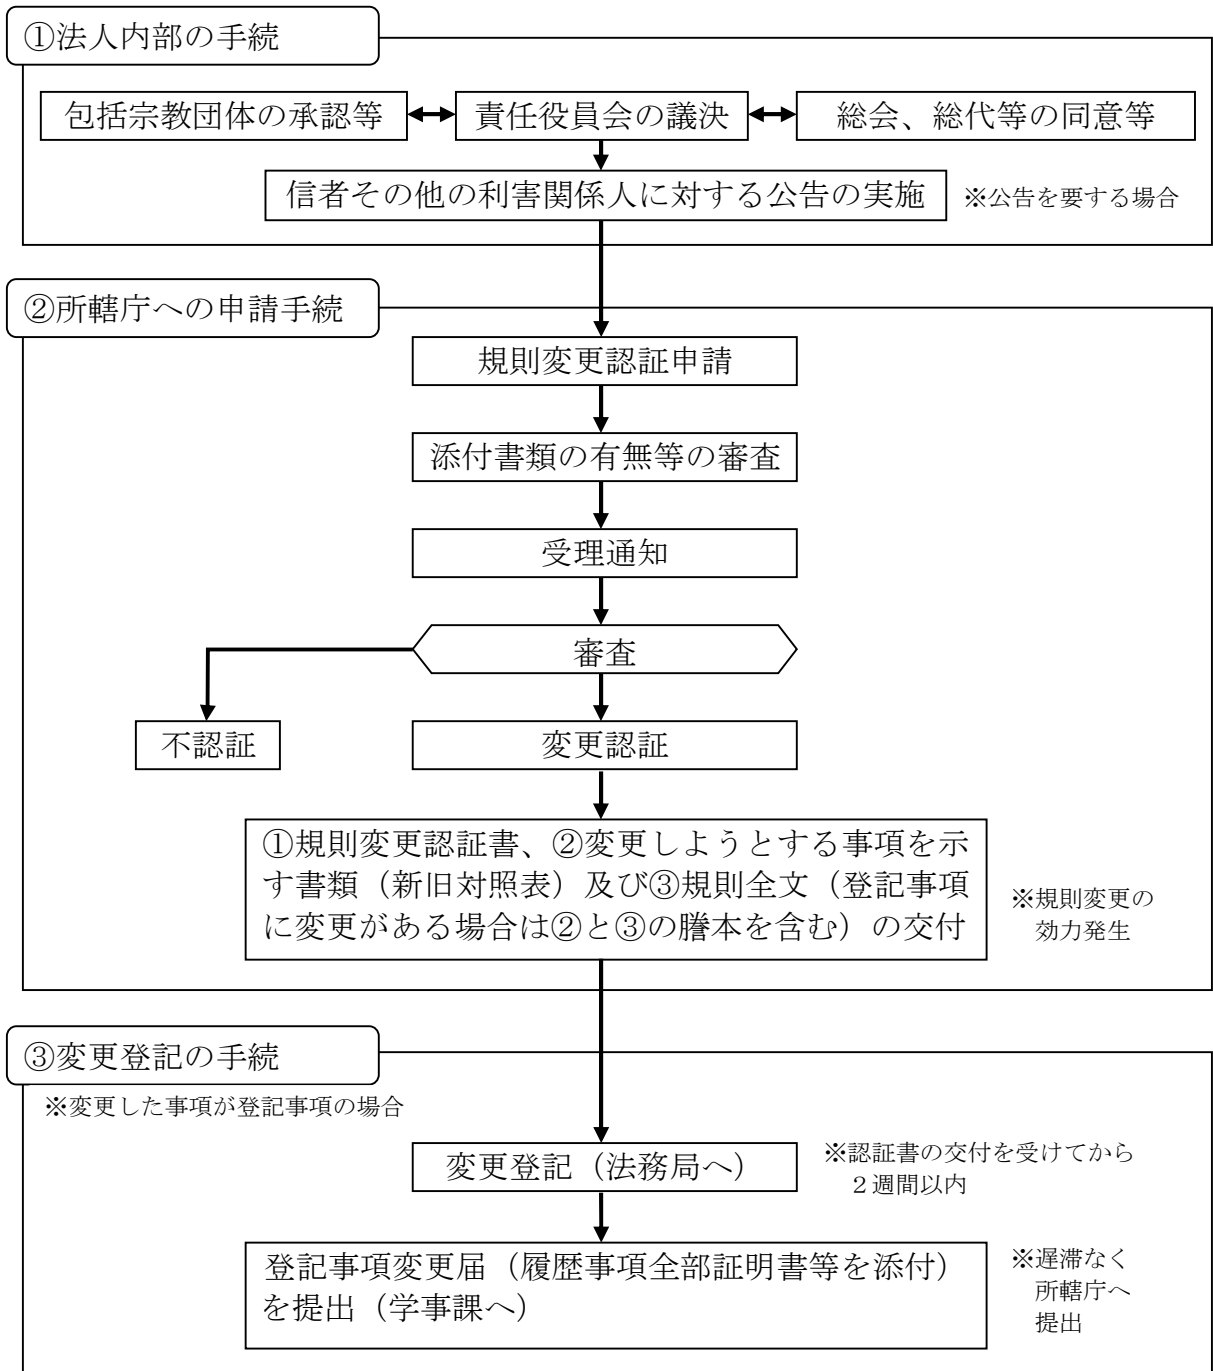 ①法人内部の手続
包括宗教団体の承認等
責任役員会の議決
総会、総代等の同意等
信者その他の利害関係人に対する公告の実施
※公告を要する場合
②所轄庁への申請手続
規則変更認証申請
添付書類の有無等の審査
受理通知
審査
不認証
変更認証
①規則変更認証書、②変更しようとする事項を示
す書類（新旧対照表）及び③規則全文（登記事項
に変更がある場合は②と③の謄本を含む）の交付
※規則変更の
効力発生
③変更登記の手続
※変更した事項が登記事項の場合
変更登記（法務局へ）
※認証書の交付を受けてから
２週間以内
登記事項変更届（履歴事項全部証明書等を添付）
を提出（学事課へ）
※遅滞なく
所轄庁へ
提出